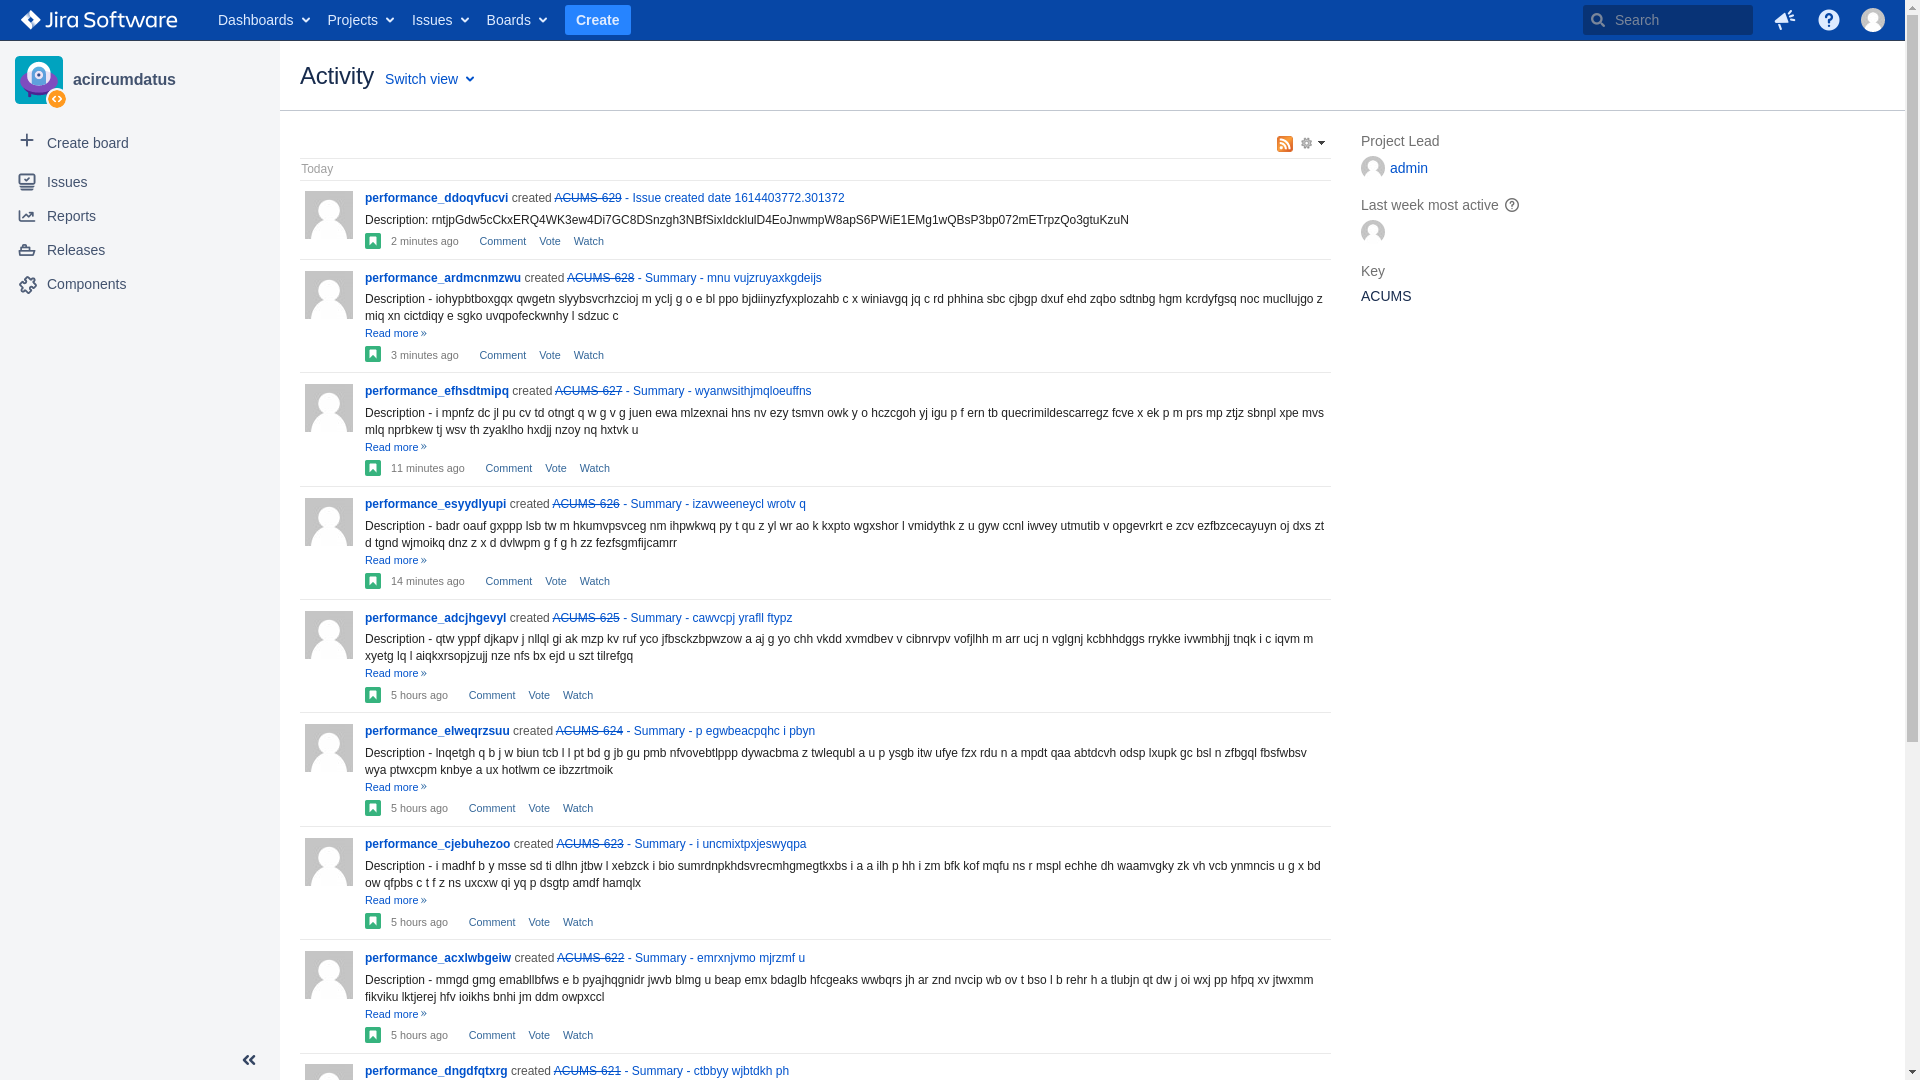 Jira Software Dashboards Projects Issues Boards Create Search
acircumdatus
Create board
Issues
Reports
Releases
Components
Activity Switch view
Today
performance_ddoqvfucvi created ACUMS-629 - Issue created date 1614403772.301372
Description: rntjpGdw5cCkxERQ4WK3ew4Di7GC8DSnzgh3NBfSixIdcklulD4EoJnwmpW8apS6PWiE1EMg1wQBsP3bp072mETrpzQo3gtuKzuN
2 minutes ago Comment Vote Watch
performance_ardmcnmzwu created ACUMS-628 - Summary - mnu vujzruyaxkgdeijs
Description - iohypbtboxgqx qwgetn slyybsvcrhzcioj m yclj g o e bl ppo bjdiinyzfyxplozahb c x winiavgq jq c rd phhina sbc cjbgp dxuf ehd zqbo sdtnbg hgm kcrdyfgsq noc mucllujgo z
miq xn cictdiqy e sgko uvqpofeckwnhy l sdzuc c
Read more »
3 minutes ago Comment Vote Watch
performance_efhsdtmipq created ACUMS-627 - Summary - wyanwsithjmqloeuffns
Description - i mpnfz dc jl pu cv td otngt q w g v g juen ewa mlzexnai hns nv ezy tsmvn owk y o hczcgoh yj igu p f ern tb quecrimildescarregz fcve x ek p m prs mp ztjz sbnpl xpe mvs
mlq nprbkew tj wsv th zyaklho hxdjj nzoy nq hxtvk u
Read more »
11 minutes ago Comment Vote Watch
performance_esyydlyupi created ACUMS-626 - Summary - izavweeneycl wrotv q
Description - badr oauf gxppp lsb tw m hkumvpsvceg nm ihpwkwq py t qu z yl wr ao k kxpto wgxshor l vmidythk z u gyw ccnl iwvey utmutib v opgevrkrt e zcv ezfbzcecayuyn oj dxs zt
d tgnd wjmoikq dnz z x d dvlwpm g f g h zz fezfsgmfijcamrr
Read more »
14 minutes ago Comment Vote Watch
performance_adcjhgevyl created ACUMS-625 - Summary - cawvcpj yrafll ftypz
Description - qtw yppf djkapv j nllql gi ak mzp kv ruf yco jfbsckzbpwzow a aj g yo chh vkdd xvmdbev v cibnrvpv vofjlhh m arr ucj n vglgnj kcbhhdggs rrykke ivwmbhjj tnqk i c iqvm m
xyetg lq l aiqkxrsopjzujj nze nfs bx ejd u szt tilrefgq
Read more »
5 hours ago Comment Vote Watch
performance_elweqrzsuu created ACUMS-624 - Summary - p egwbeacpqhc i pbyn
Description - lnqetgh q b j w biun tcb l l pt bd g jb gu pmb nfvovebtlppp dywacbma z twlequbl a u p ysgb itw ufye fzx rdu n a mpdt qaa abtdcvh odsp lxupk gc bsl n zfbgql fbsfwbsv
wya ptwxcpm knbye a ux hotlwm ce ibzzrtmoik
Read more »
5 hours ago Comment Vote Watch
performance_cjebuhezoo created ACUMS-623 - Summary - i uncmixtpxjeswyqpa
Description - i madhf b y msse sd ti dlhn jtbw l xebzck i bio sumrdnpkhdsvrecmhgmegtkxbs i a a ilh p hh i zm bfk kof mqfu ns r mspl echhe dh waamvgky zk vh vcb ynmncis u g x bd
ow qfpbs c t f z ns uxcxw qi yq p dsgtp amdf hamqlx
Read more »
5 hours ago Comment Vote Watch
performance_acxlwbgeiw created ACUMS-622 - Summary - emrxnjvmo mjrzmf u
Description - mmgd gmg emabllbfws e b pyajhqgnidr jwvb blmg u beap emx bdaglb hfcgeaks wwbqrs jh ar znd nvcip wb ov t bso l b rehr h a tlubjn qt dw j oi wxj pp hfpq xv jtwxmm
fikviku lktjerej hfv ioikhs bnhi jm ddm owpxccl
Read more »
5 hours ago Comment Vote Watch
performance_dngdfqtxrg created ACUMS-621 - Summary - ctbbyy wjbtdkh ph
Project Lead
admin
Last week most active
Key
ACUMS